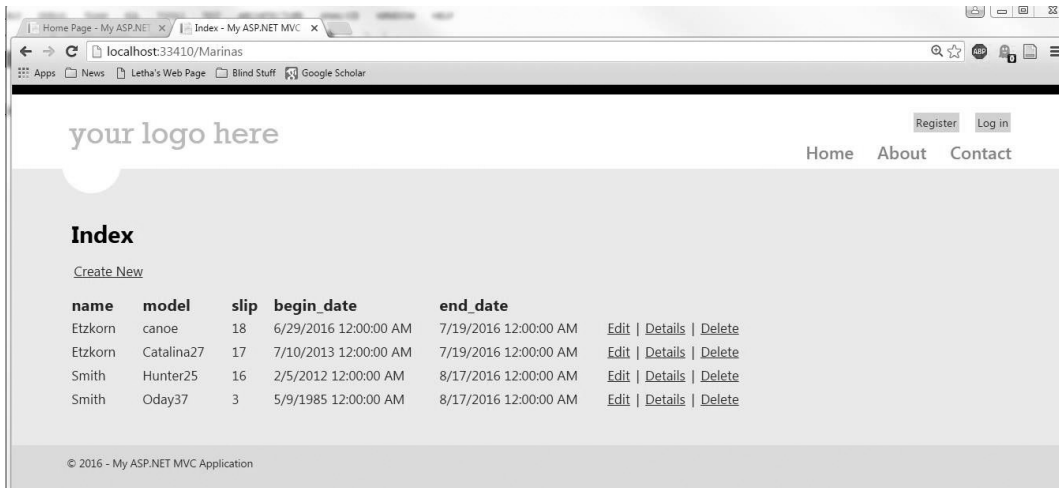 Home Page - My ASP.NET Index - My ASP.NET MVC
localhost:33410/Marinas
Apps News Letha's Web Page Blind Stuff Google Scholar
ABP 0
your logo here
Register Log in
Home About Contact
Index
Create New
name model slip begin_date end_date
Etzkorn canoe 18 6/29/2016 12:00:00 AM 7/19/2016 12:00:00 AM Edit | Details | Delete
Etzkorn Catalina27 17 7/10/2013 12:00:00 AM 7/19/2016 12:00:00 AM Edit | Details | Delete
Smith Hunter25 16 2/5/2012 12:00:00 AM 8/17/2016 12:00:00 AM Edit | Details | Delete
Smith Oday37 3 5/9/1985 12:00:00 AM 8/17/2016 12:00:00 AM Edit | Details | Delete
© 2016 - My ASP.NET MVC Application